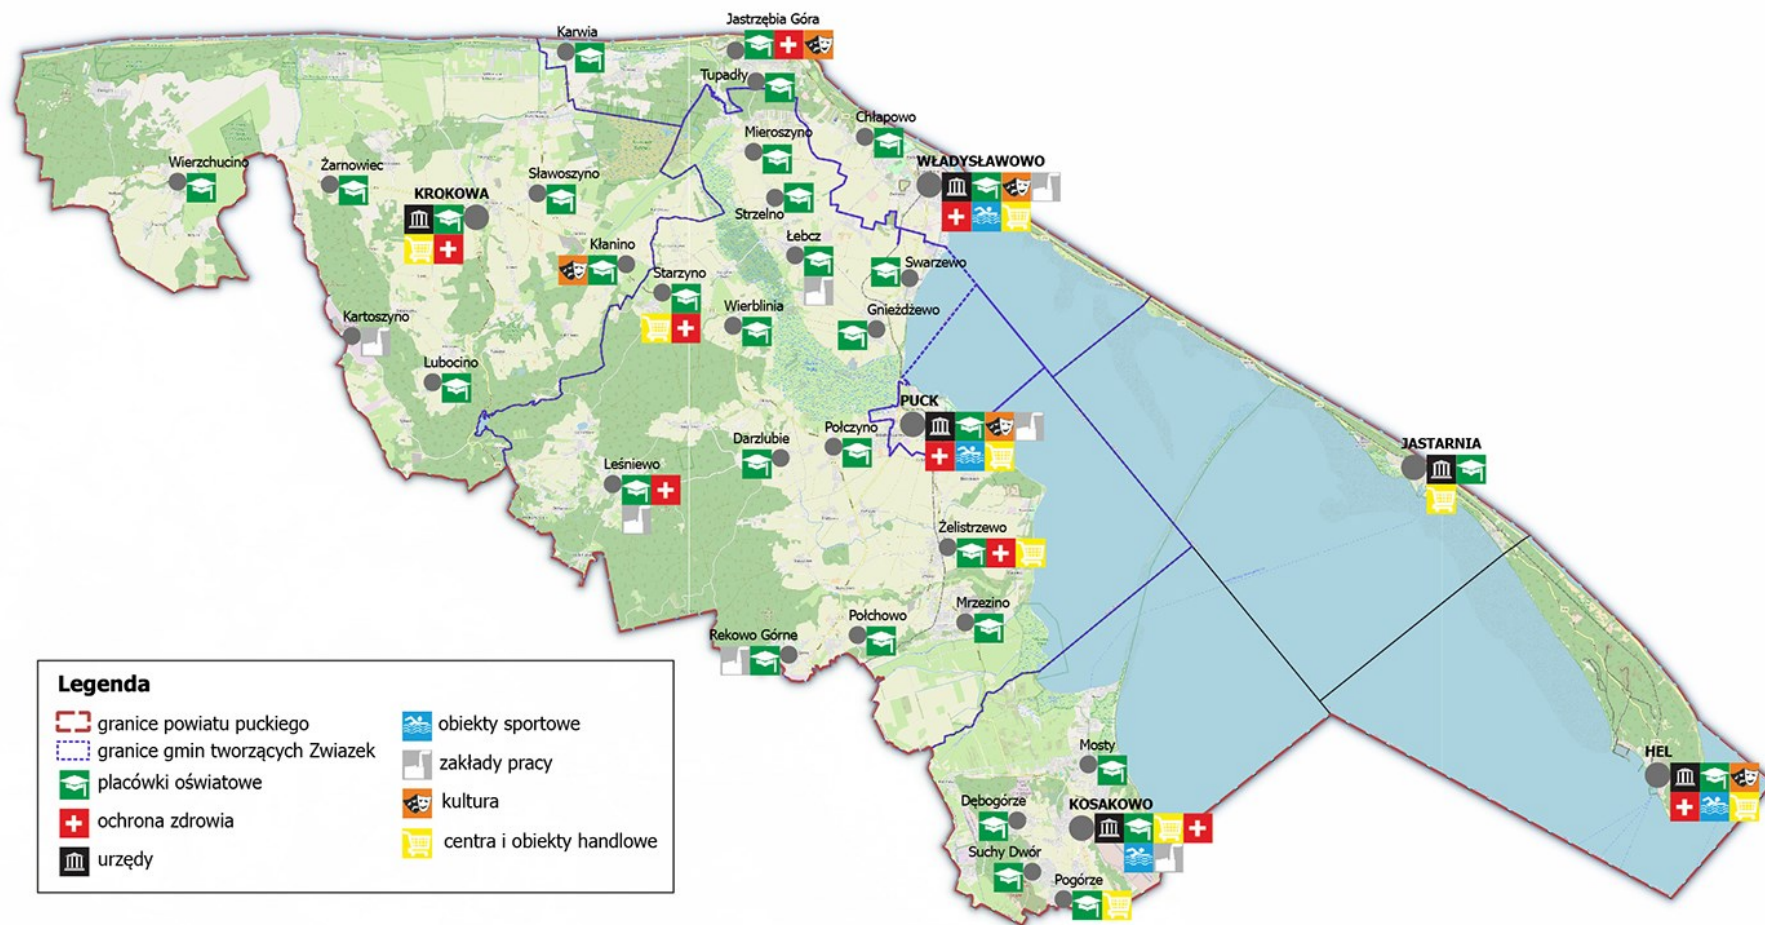 Jastrzębia Góra
Karwia
Tupadły
Chłapowo
Mieroszyno
Wierzchucino
Żarnowiec
Sławoszyno
WŁADYSŁAWOWO
KROKOWA
Strzelno
Łebcz
Kłanino
Swarzewo
Starzyno
Wierblinia
Gnieżdżewo
Kartoszyno
Lubocino
PUCK
Połczyno
Darzlubie
JASTARNIA
Leśniewo
Żelistrzewo
Mrzezino
Połchowo
Rekowo Górne
Mosty
HEL
Dębogórze
KOSAKOWO
Suchy Dwór
Pogórze
Legenda
granice powiatu puckiego
granice gmin tworzących Zwiazek
placówki oświatowe
ochrona zdrowia
urzędy
obiekty sportowe
zakłady pracy
kultura
centra i obiekty handlowe